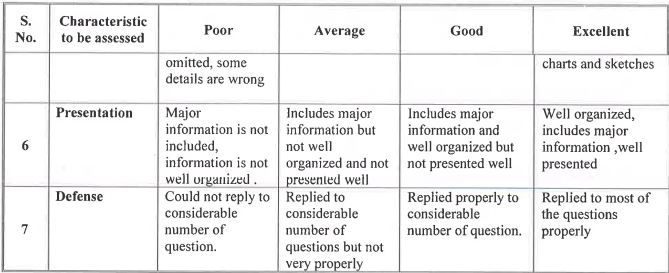 S. No.
Characteristic to be assessed
Poor
Average
Good
Excellent
omitted, some
details are wrong
charts and sketches
6
Presentation
Major
information is not
included,
information is not
well organized .
Includes major
information but
not well
organized and not
presented well
Includes major
information and
well organized but
not presented well
Well organized,
includes major
information ,well
presented
7
Defense
Could not reply to
considerable
number of
question.
Replied to
considerable
number of
questions but not
very properly
Replied properly to
considerable
number of question.
Replied to most of
the questions
properly